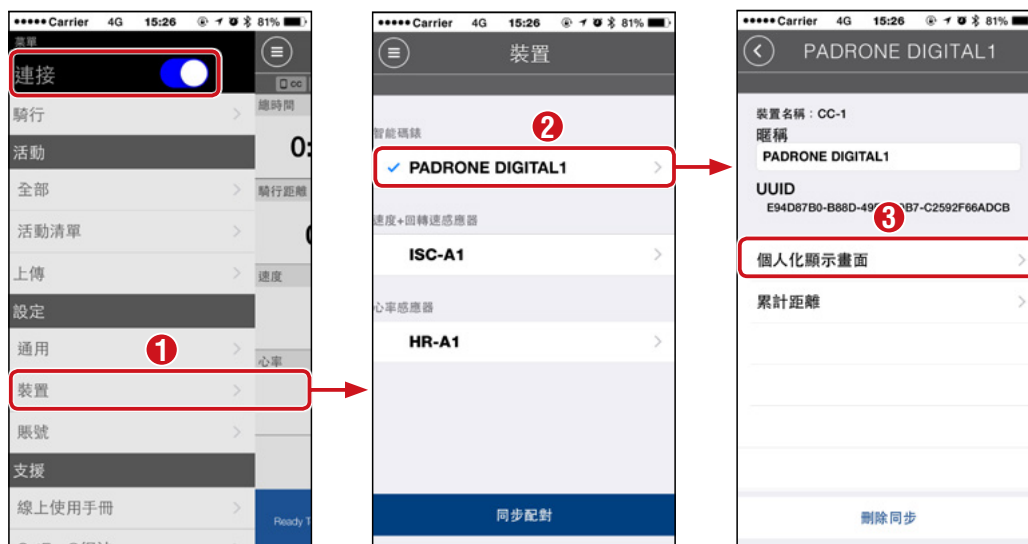 Carrier 4G 15:26 81%
菜單
連接
騎行
活動
全部
活動清單
上傳
設定
通用
裝置
賬號
支援
線上使用手冊
CC
總時間
0:
騎行距離
速度
心率
Ready T
1
Carrier 4G 15:26 81%
裝置
智能碼錶
2
PADRONE DIGITAL1
速度+回轉速感應器
ISC-A1
心率感應器
HR-A1
同步配對
Carrier 4G 15:26 81%
PADRONE DIGITAL1
裝置名稱：CC-1
暱稱
PADRONE DIGITAL1
UUID
E94D87B0-B88D-49 B7-C2592F66ADCB
3
個人化顯示畫面
累計距離
刪除同步